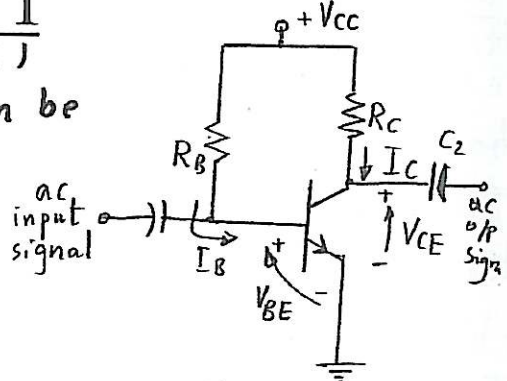 n be
+VCC
RC
C2
RB
IC
ac
input
signal
IB
+
VCE
-
+
VBE
-
ac
o/p
sign